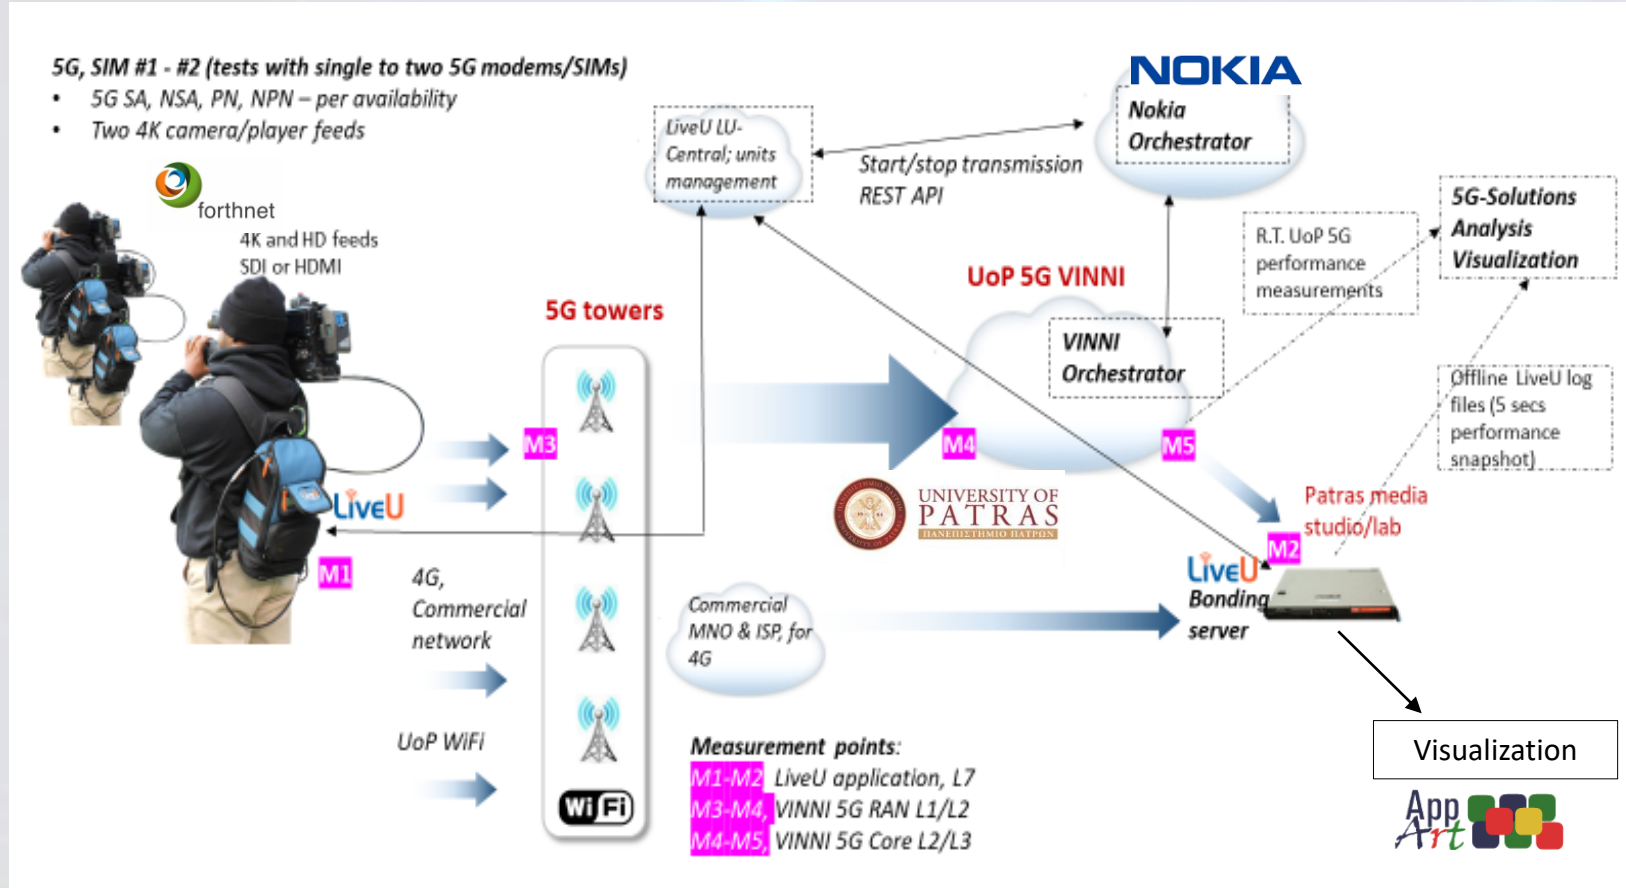 5G, SIM #1 - #2 (tests with single to two 5G modems/SIMs)
• 5G SA, NSA, PN, NPN – per availability
• Two 4K camera/player feeds
forthnet
4K and HD feeds
SDI or HDMI
LiveU
M1
5G towers
M3
4G,
Commercial
network
UoP WiFi
Wi Fi
LiveU LU-
Central; units
management
Start/stop transmission
REST API
NOKIA
Nokia
Orchestrator
UoP 5G VINNI
VINNI
Orchestrator
M4
M5
UNIVERSITY OF
PATRAS
ΠΑΝΕΠΙΣΤΗΜΙΟ ΠΑΤΡΩΝ
R.T. UoP 5G
performance
measurements
5G-Solutions
Analysis
Visualization
Offline LiveU log
files (5 secs
performance
snapshot)
Patras media
studio/lab
M2
LiveU
Bonding
server
Commercial
MNO & ISP, for
4G
Measurement points:
M1-M2 LiveU application, L7
M3-M4, VINNI 5G RAN L1/L2
M4-M5, VINNI 5G Core L2/L3
Visualization
App
Art